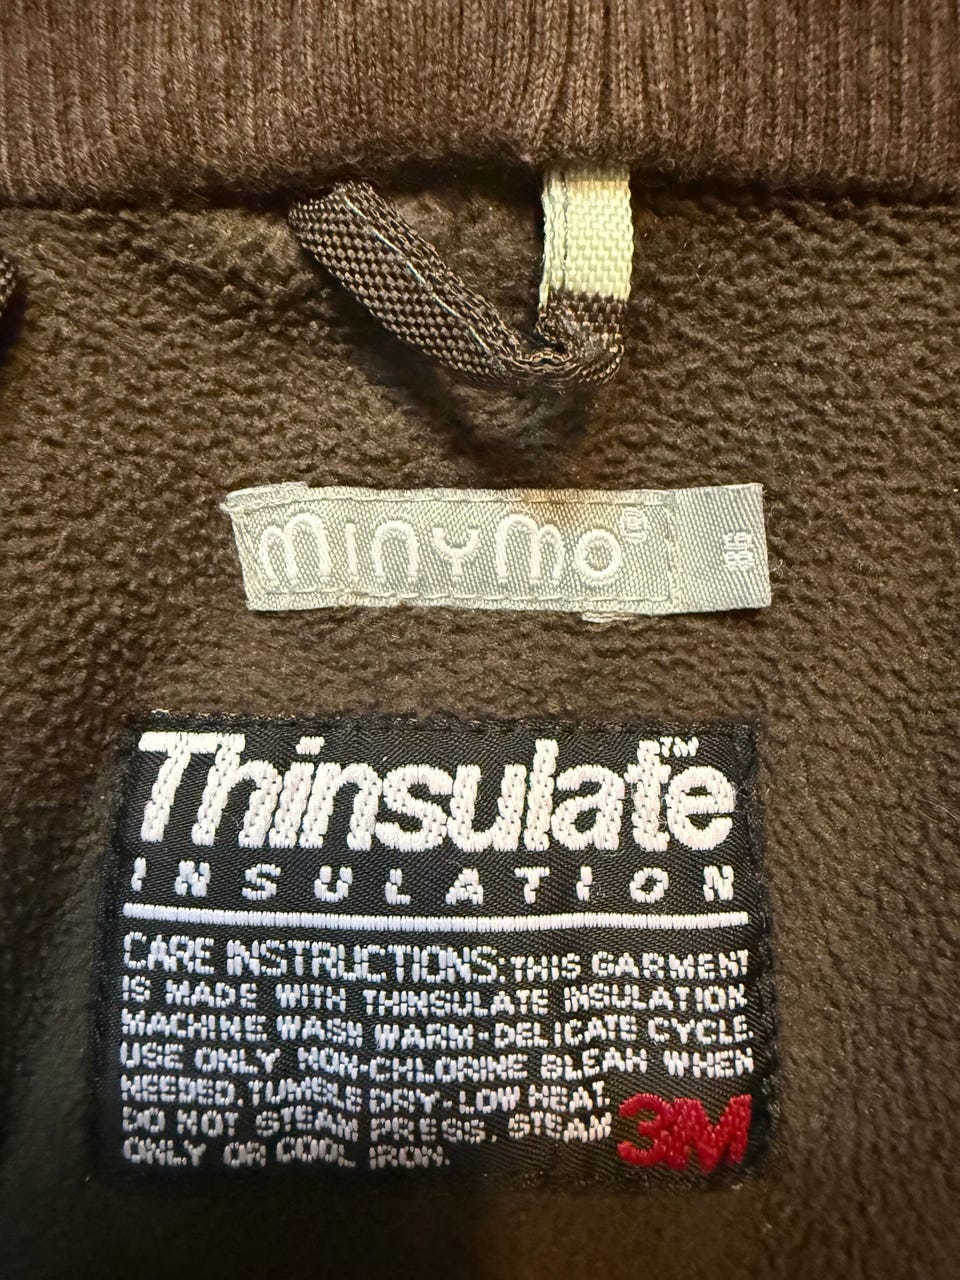 minymo®
Thinsulate™
INSULATION
CARE INSTRUCTIONS: THIS GARMENT
IS MADE WITH THINSULATE INSULATION
MACHINE WASH WARM-DELICATE CYCLE
USE ONLY NON-CHLORINE BLEAH WHEN
NEEDED. TUMBLE DRY-LOW HEAT.
DO NOT STEAM PRESS. STEAM
ONLY OR COOL IRON.
3M